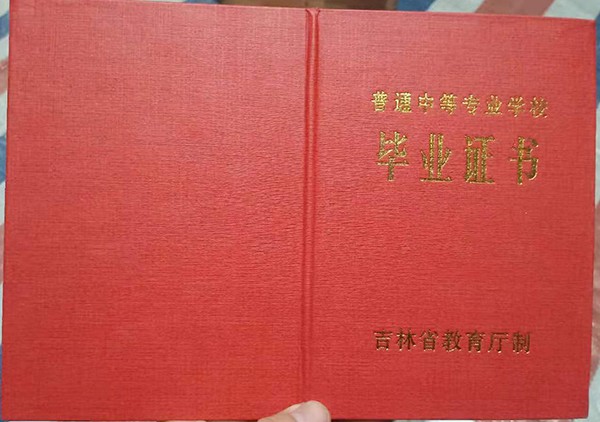 普通中等专业学校
毕业证书
吉林省教育厅制